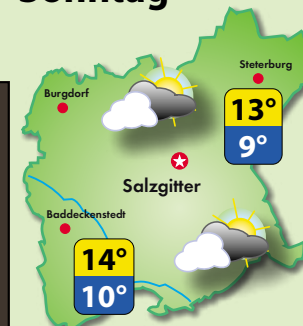 Sonntag
Steterburg
Burgdorf
13°
9°
Salzgitter
Baddeckenstedt
14°
10°